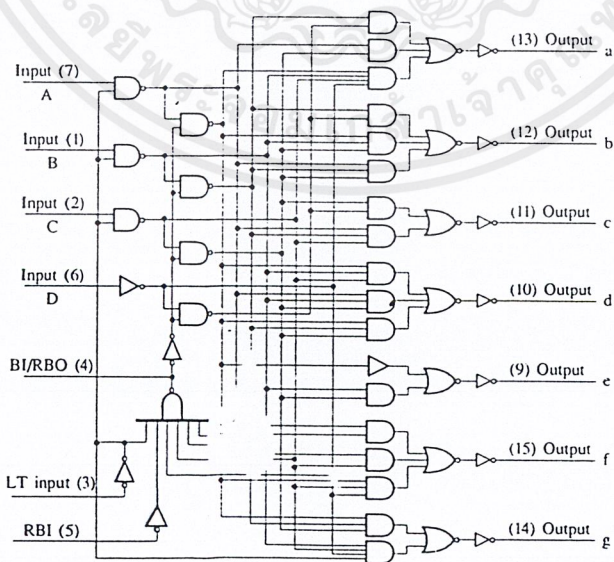 (13) Output
a
Input (7)
A
(12) Output
b
Input (1)
B
Input (2)
C
(11) Output
c
Input (6)
D
(10) Output
d
BI/RBO (4)
(9) Output
e
(15) Output
f
LT input (3)
RBI (5)
(14) Output
g